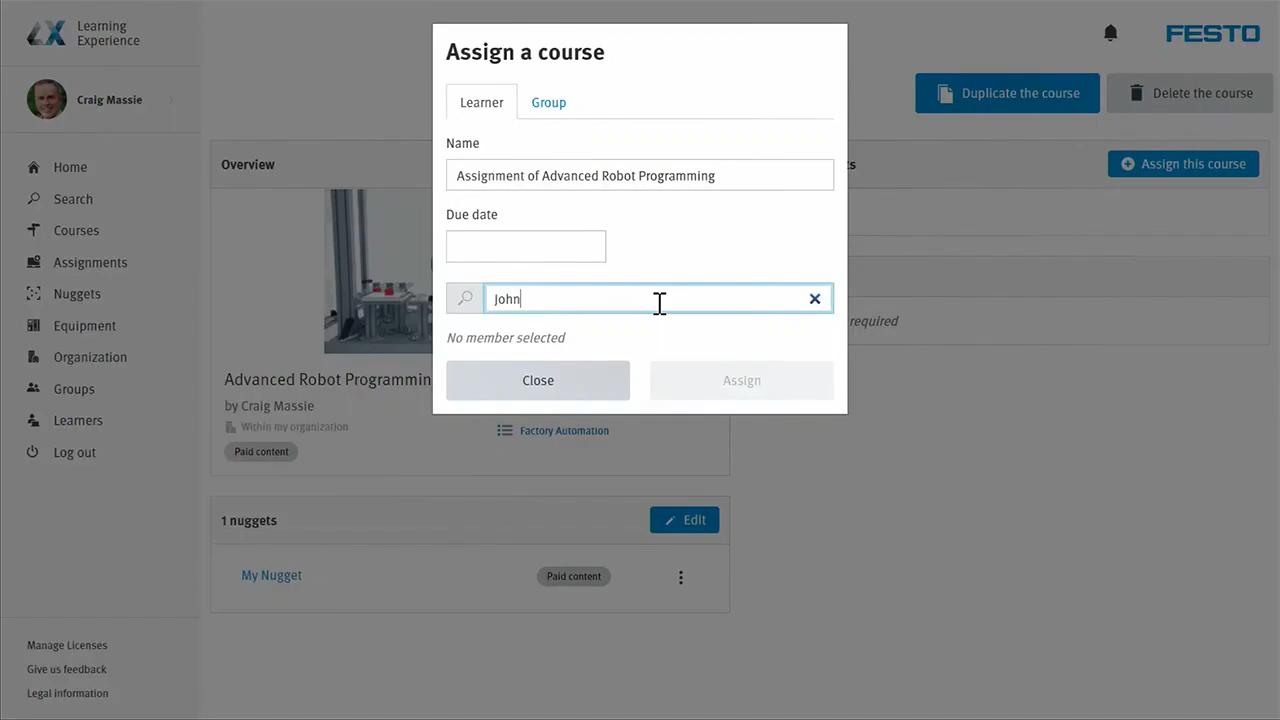 Learning
Experience
Craig Massie
Home
Search
Courses
Assignments
Nuggets
Equipment
Organization
Groups
Learners
Log out
Manage Licenses
Give us feedback
Legal information
FESTO
Duplicate the course
Delete the course
Overview
Advanced Robot Programmin
by Craig Massie
Within my organization
Paid content
Factory Automation
1 nuggets
Edit
My Nugget
Paid content
ts
Assign this course
required
Assign a course
Learner
Group
Name
Assignment of Advanced Robot Programming
Due date
John
No member selected
Close
Assign